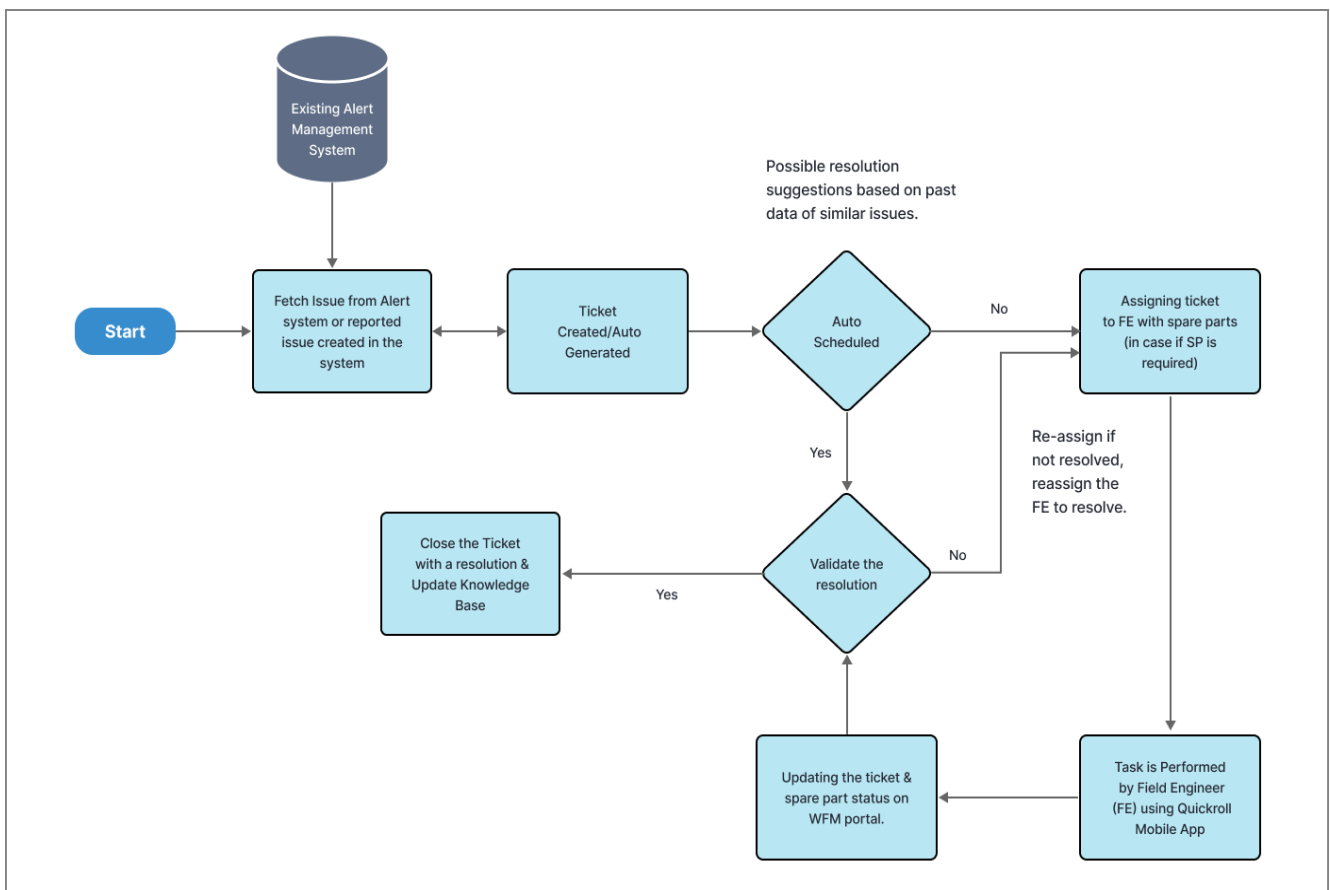 Existing Alert
Management
System
Possible resolution
suggestions based on past
data of similar issues.
Start
Fetch Issue from Alert
system or reported
issue created in the
system
Ticket
Created/Auto
Generated
Auto
Scheduled
No
Assigning ticket
to FE with spare parts
(in case if SP is
required)
Yes
Re-assign if
not resolved,
reassign the
FE to resolve.
Close the Ticket
with a resolution &
Update Knowledge
Base
Yes
Validate the
resolution
No
Updating the ticket &
spare part status on
WFM portal.
Task is Performed
by Field Engineer
(FE) using Quickroll
Mobile App